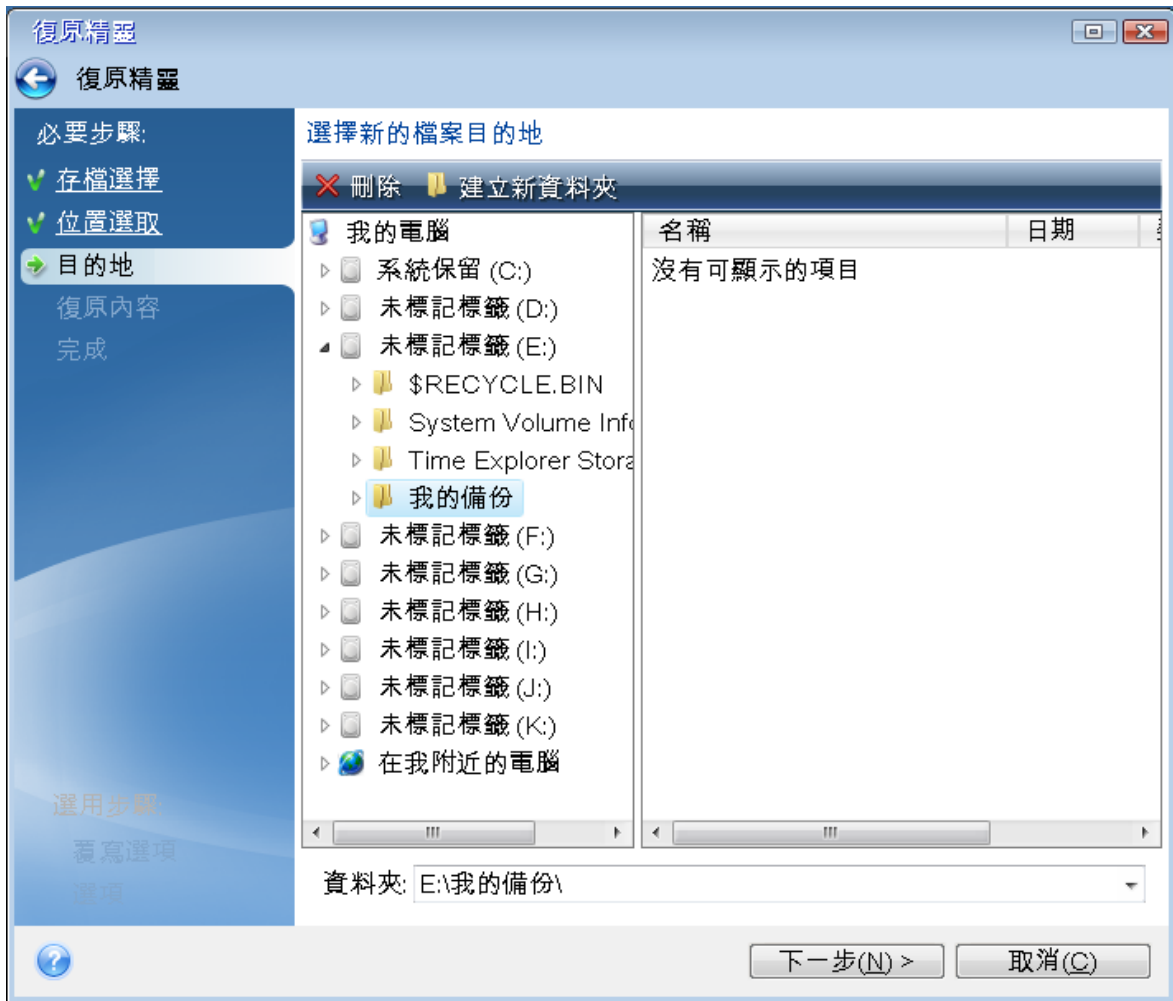 復原精靈
復原精靈
必要步驟:
存檔選擇
位置選取
目的地
復原內容
完成
選用步驟:
覆寫選項
選項
選擇新的檔案目的地
刪除 建立新資料夾
我的電腦
系統保留 (C:)
未標記標籤 (D:)
未標記標籤 (E:)
$RECYCLE.BIN
System Volume Info
Time Explorer Stora
我的備份
未標記標籤 (F:)
未標記標籤 (G:)
未標記標籤 (H:)
未標記標籤 (I:)
未標記標籤 (J:)
未標記標籤 (K:)
在我附近的電腦
名稱 日期
沒有可顯示的項目
資料夾: E:\我的備份\
下一步(N) > 取消(C)